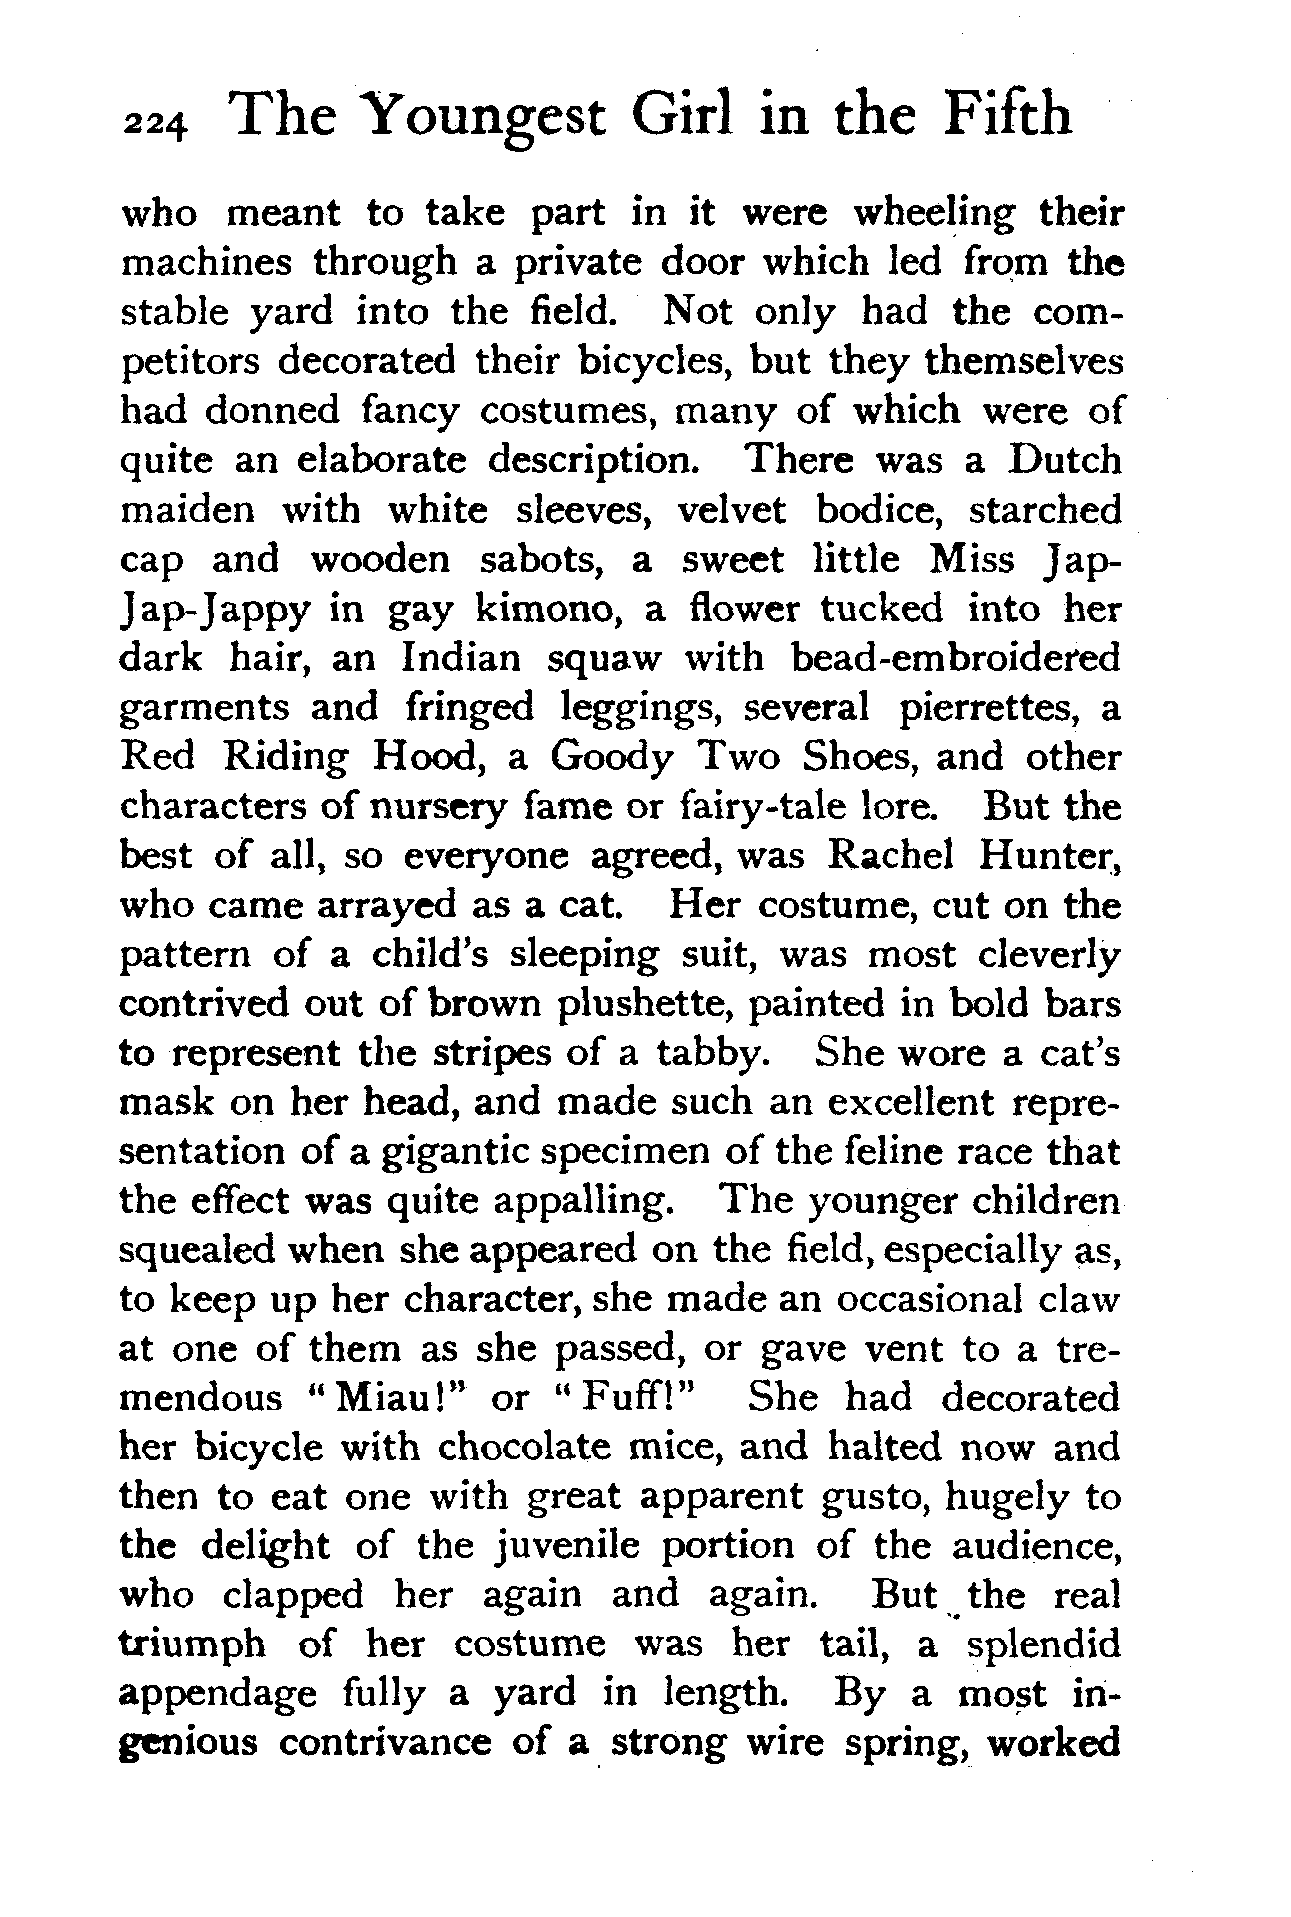 224 The Youngest Girl in the Fifth
who meant to take part in it were wheeling their
machines through a private door which led from the
stable yard into the field. Not only had the com-
petitors decorated their bicycles, but they themselves
had donned fancy costumes, many of which were of
quite an elaborate description. There was a Dutch
maiden with white sleeves, velvet bodice, starched
cap and wooden sabots, a sweet little Miss Jap-
Jap-Jappy in gay kimono, a flower tucked into her
dark hair, an Indian squaw with bead-embroidered
garments and fringed leggings, several pierrettes, a
Red Riding Hood, a Goody Two Shoes, and other
characters of nursery fame or fairy-tale lore. But the
best of all, so everyone agreed, was Rachel Hunter,
who came arrayed as a cat. Her costume, cut on the
pattern of a child's sleeping suit, was most cleverly
contrived out of brown plushette, painted in bold bars
to represent the stripes of a tabby. She wore a cat's
mask on her head, and made such an excellent repre-
sentation of a gigantic specimen of the feline race that
the effect was quite appalling. The younger children
squealed when she appeared on the field, especially as,
to keep up her character, she made an occasional claw
at one of them as she passed, or gave vent to a tre-
mendous "Miau!" or "Fuff!" She had decorated
her bicycle with chocolate mice, and halted now and
then to eat one with great apparent gusto, hugely to
the delight of the juvenile portion of the audience,
who clapped her again and again. But the real
triumph of her costume was her tail, a splendid
appendage fully a yard in length. By a most in-
genious contrivance of a strong wire spring, worked